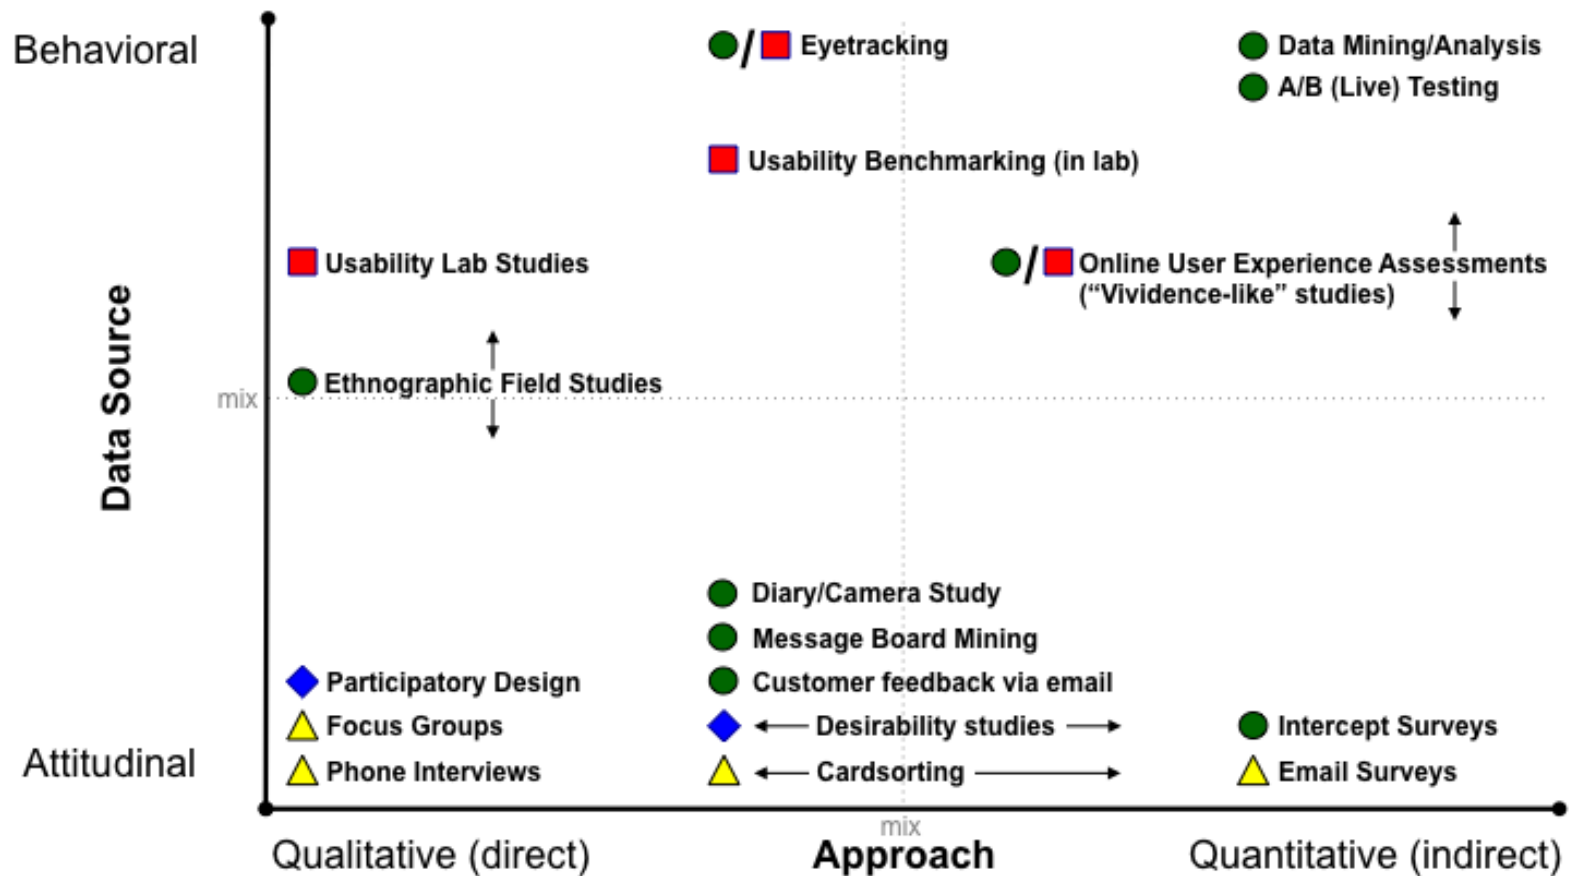 Behavioral
/ Eyetracking
Data Mining/Analysis
A/B (Live) Testing
Usability Benchmarking (in lab)
Usability Lab Studies
/ Online User Experience Assessments
(“Vividence-like” studies)
Data Source
Ethnographic Field Studies
mix
Diary/Camera Study
Message Board Mining
Participatory Design
Customer feedback via email
Focus Groups
Desirability studies
Intercept Surveys
Attitudinal
Phone Interviews
Cardsorting
Email Surveys
mix
Qualitative (direct)
Approach
Quantitative (indirect)